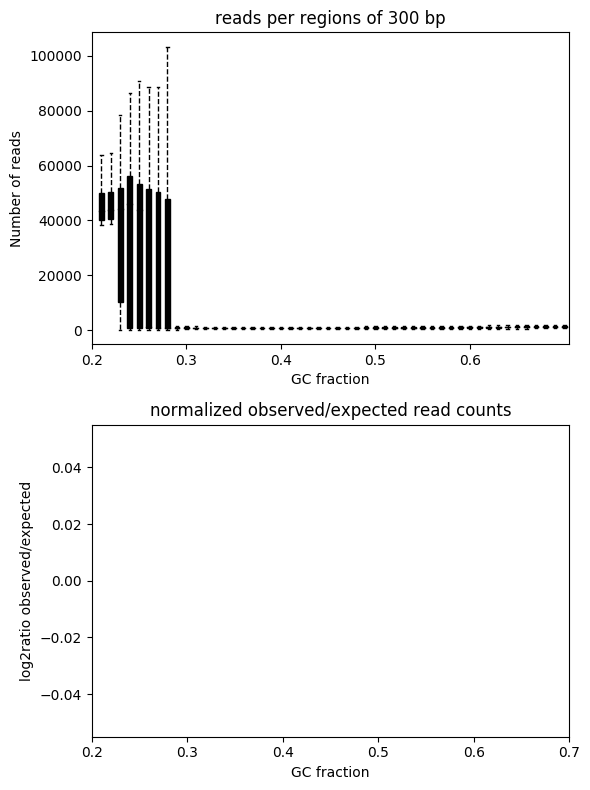 reads per regions of 300 bp
100000
80000
60000
40000
20000
0
Number of reads
0.2 0.3 0.4 0.5 0.6
GC fraction
normalized observed/expected read counts
0.04
0.02
0.00
−0.02
−0.04
log2ratio observed/expected
0.2 0.3 0.4 0.5 0.6 0.7
GC fraction